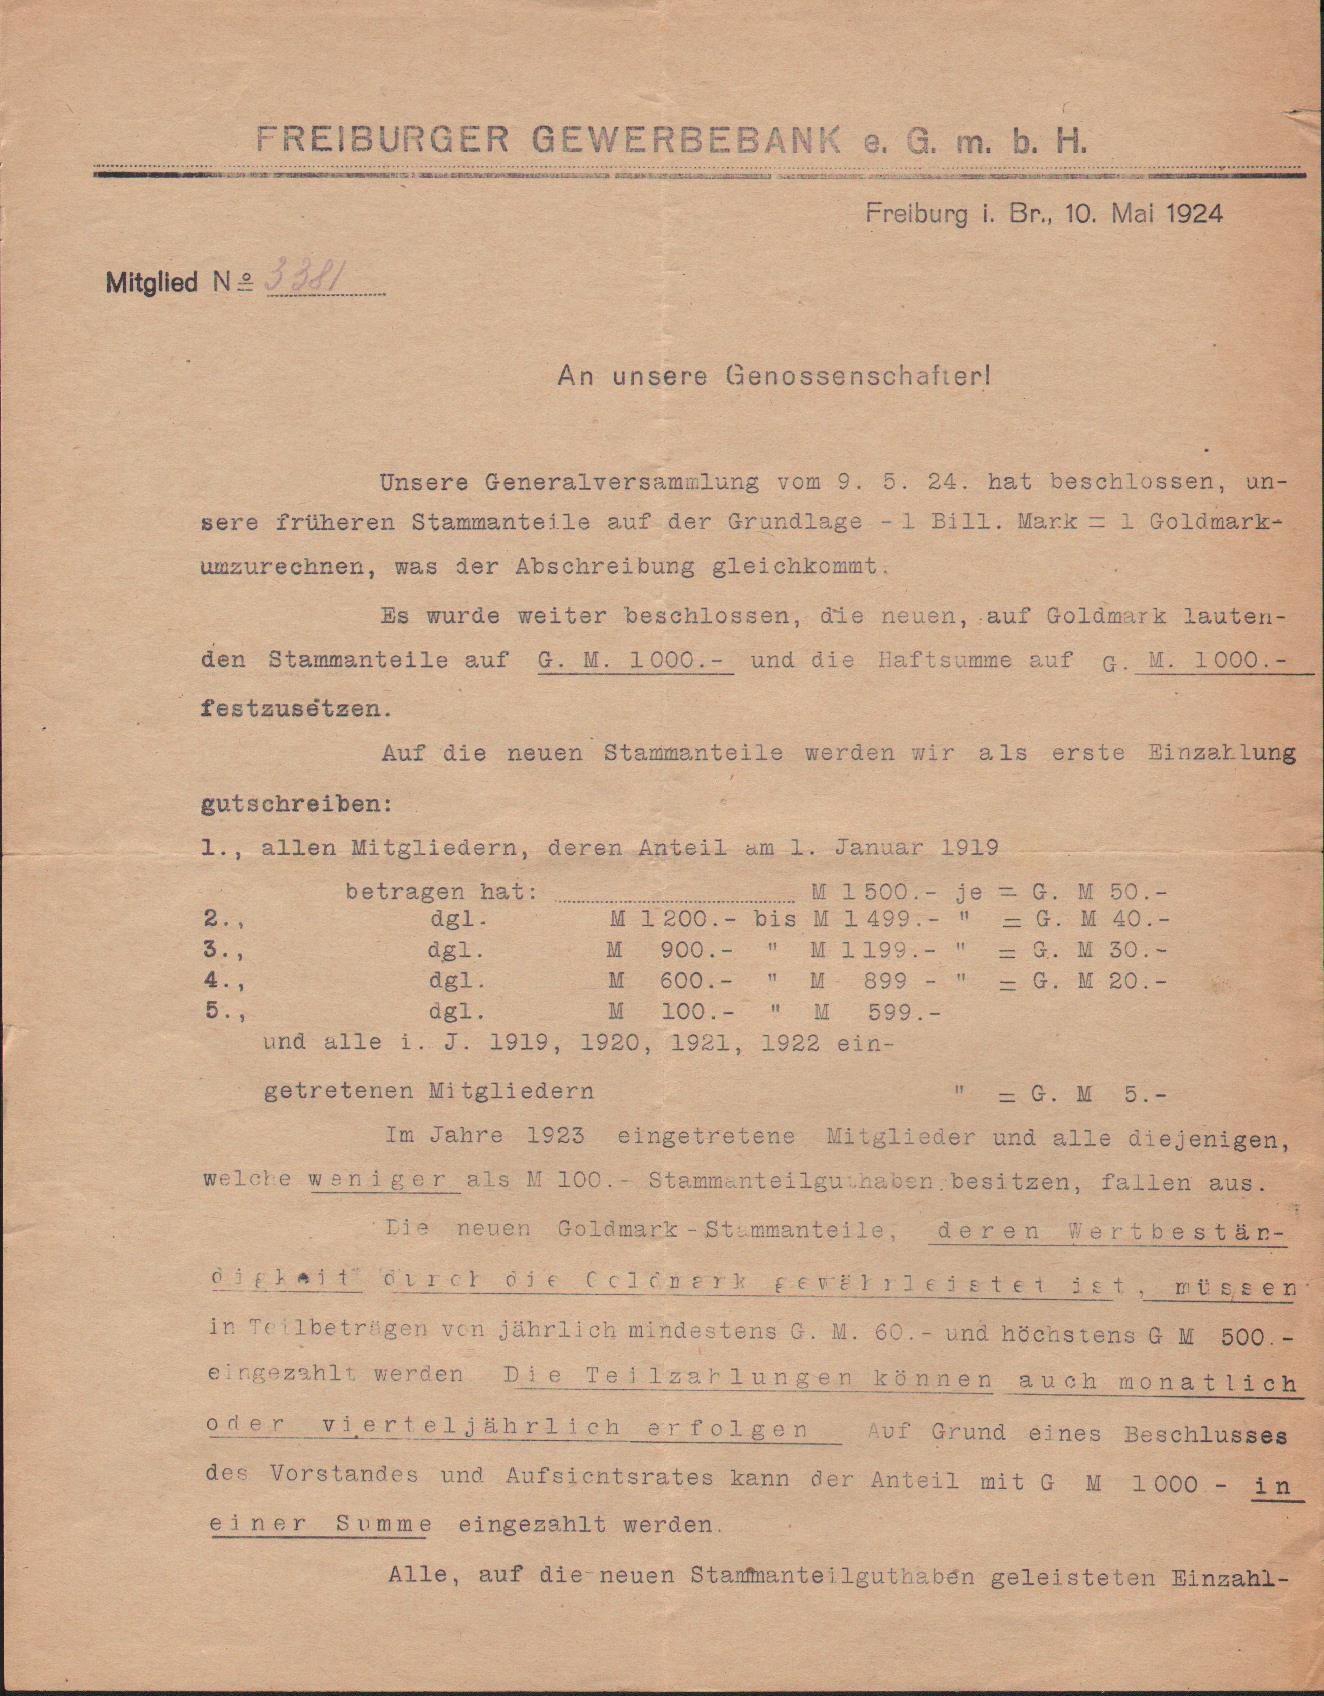 FREIBURGER GEWERBEBANK e. G. m. b. H.
Freiburg i. Br., 10. Mai 1924
Mitglied Nº 3381
An unsere Genossenschafter!
Unsere Generalversammlung vom 9. 5. 24. hat beschlossen, un-
sere früheren Stammanteile auf der Grundlage - 1 Bill. Mark = 1 Goldmark-
umzurechnen, was der Abschreibung gleichkommt.
Es wurde weiter beschlossen, die neuen, auf Goldmark lauten-
den Stammanteile auf G. M. 1000.- und die Haftsumme auf G. M. 1000.-
festzusetzen.
Auf die neuen Stammanteile werden wir als erste Einzahlung
gutschreiben:
1., allen Mitgliedern, deren Anteil am 1. Januar 1919
betragen hat: M 1500.- je = G. M 50.-
2., dgl. M 1200.- bis M 1499.- " = G. M 40.-
3., dgl. M 900.- " M 1199.- " = G. M 30.-
4., dgl. M 600.- " M 899 - " = G. M 20.-
5., dgl. M 100.- " M 599.-
und alle i. J. 1919, 1920, 1921, 1922 ein-
getretenen Mitgliedern " = G. M 5.-
Im Jahre 1923 eingetretene Mitglieder und alle diejenigen,
welche weniger als M 100.- Stammanteilguthaben besitzen, fallen aus.
Die neuen Goldmark-Stammanteile, deren Wertbestän-
digkeit durch die Goldmark gewährleistet ist, müssen
in Teilbeträgen von jährlich mindestens G. M. 60.- und höchstens G M 500.-
eingezahlt werden Die Teilzahlungen können auch monatlich
oder vierteljährlich erfolgen Auf Grund eines Beschlusses
des Vorstandes und Aufsichtsrates kann der Anteil mit G M 1000 - in
einer Summe eingezahlt werden.
Alle, auf die neuen Stammanteilguthaben geleisteten Einzahl-